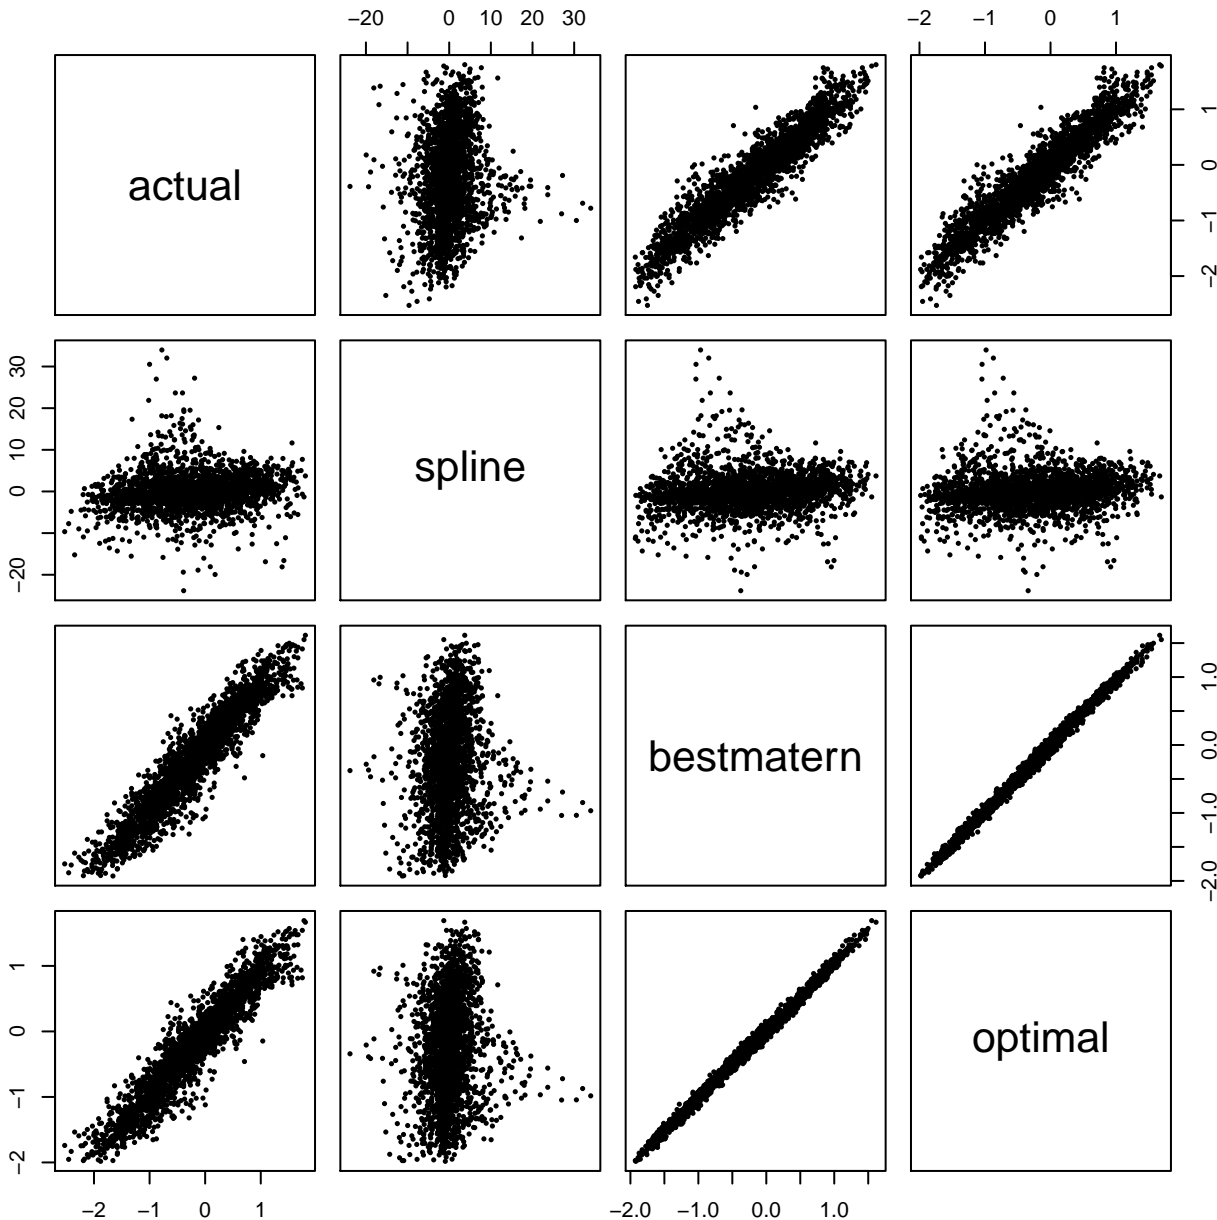 −20 0 10 20 30 −2 −1 0 1
actual 1 0 −1 −2
30 20 10 0 −20 spline
bestmatern 1.0 0.0 −1.0 −2.0
1 0 −1 −2 optimal
−2 −1 0 1 −2.0 −1.0 0.0 1.0